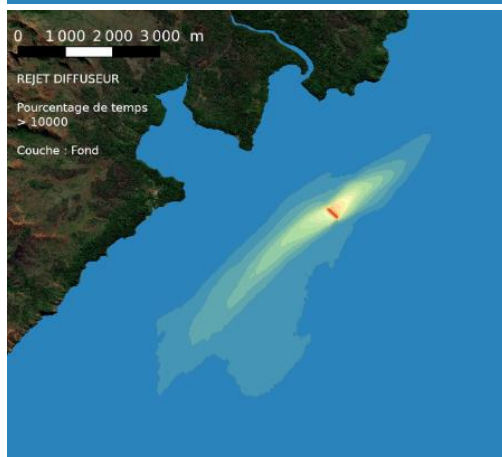 0 1 000 2 000 3 000 m
REJET DIFFUSEUR
Pourcentage de temps
> 10000
Couche : Fond